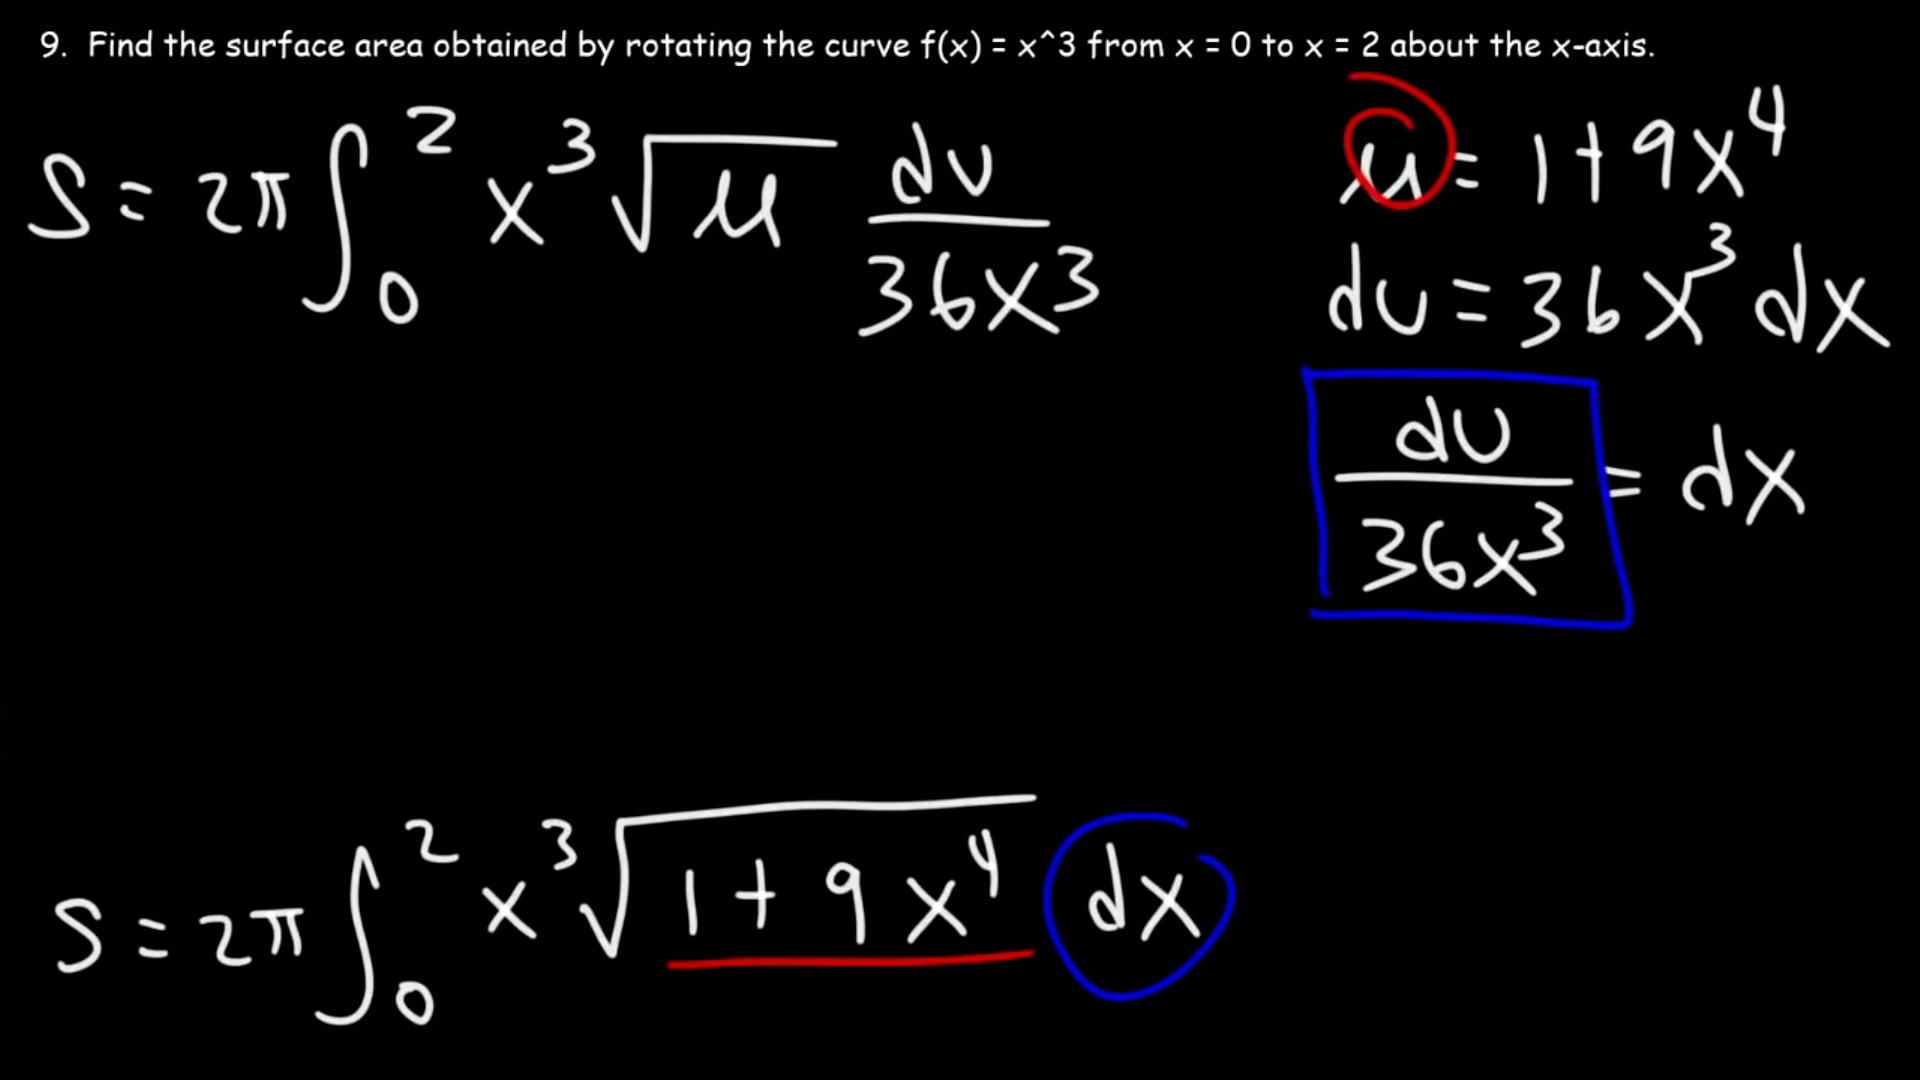 9. Find the surface area obtained by rotating the curve f(x) = x^3 from x = 0 to x = 2 about the x-axis.
S = 2π ∫₀² x³ √μ du/36x³
μ = 1 + 9x⁴
du = 36x³ dx
du/36x³ = dx
S = 2π ∫₀² x³ √(1 + 9x⁴) dx